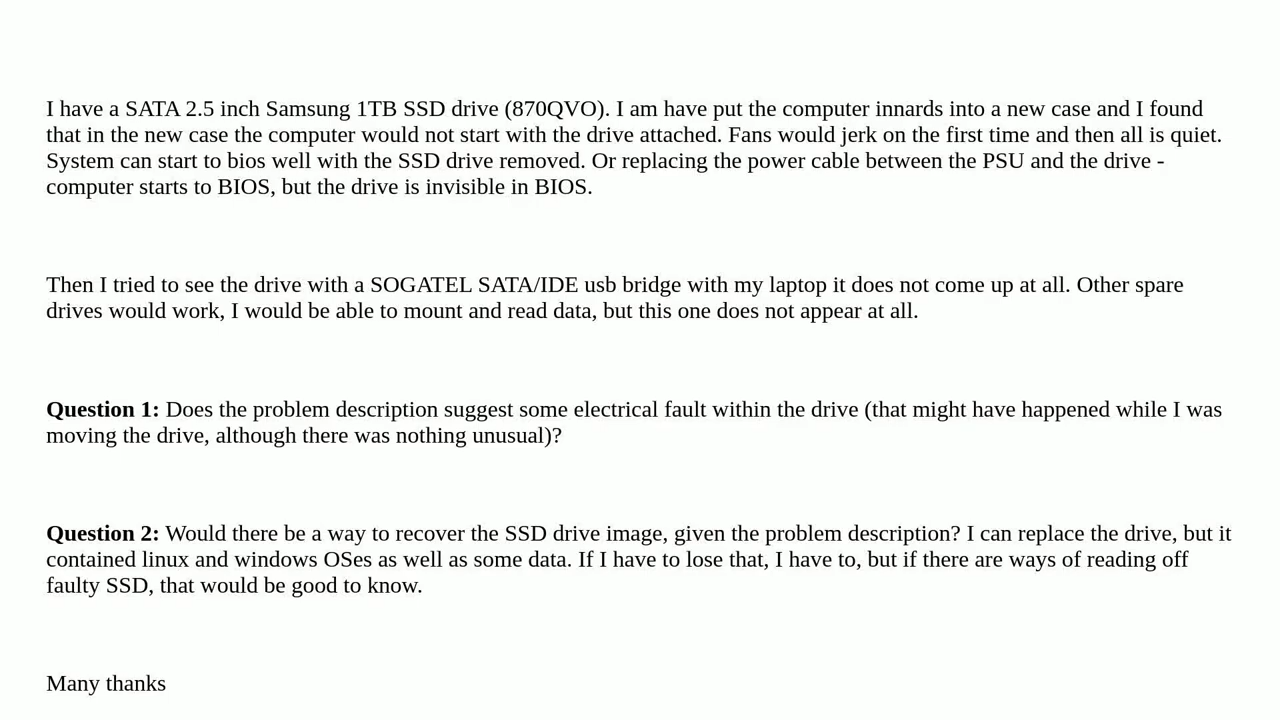 I have a SATA 2.5 inch Samsung 1TB SSD drive (870QVO). I am have put the computer innards into a new case and I found
that in the new case the computer would not start with the drive attached. Fans would jerk on the first time and then all is quiet.
System can start to bios well with the SSD drive removed. Or replacing the power cable between the PSU and the drive -
computer starts to BIOS, but the drive is invisible in BIOS.
Then I tried to see the drive with a SOGATEL SATA/IDE usb bridge with my laptop it does not come up at all. Other spare
drives would work, I would be able to mount and read data, but this one does not appear at all.
Question 1: Does the problem description suggest some electrical fault within the drive (that might have happened while I was
moving the drive, although there was nothing unusual)?
Question 2: Would there be a way to recover the SSD drive image, given the problem description? I can replace the drive, but it
contained linux and windows OSes as well as some data. If I have to lose that, I have to, but if there are ways of reading off
faulty SSD, that would be good to know.
Many thanks